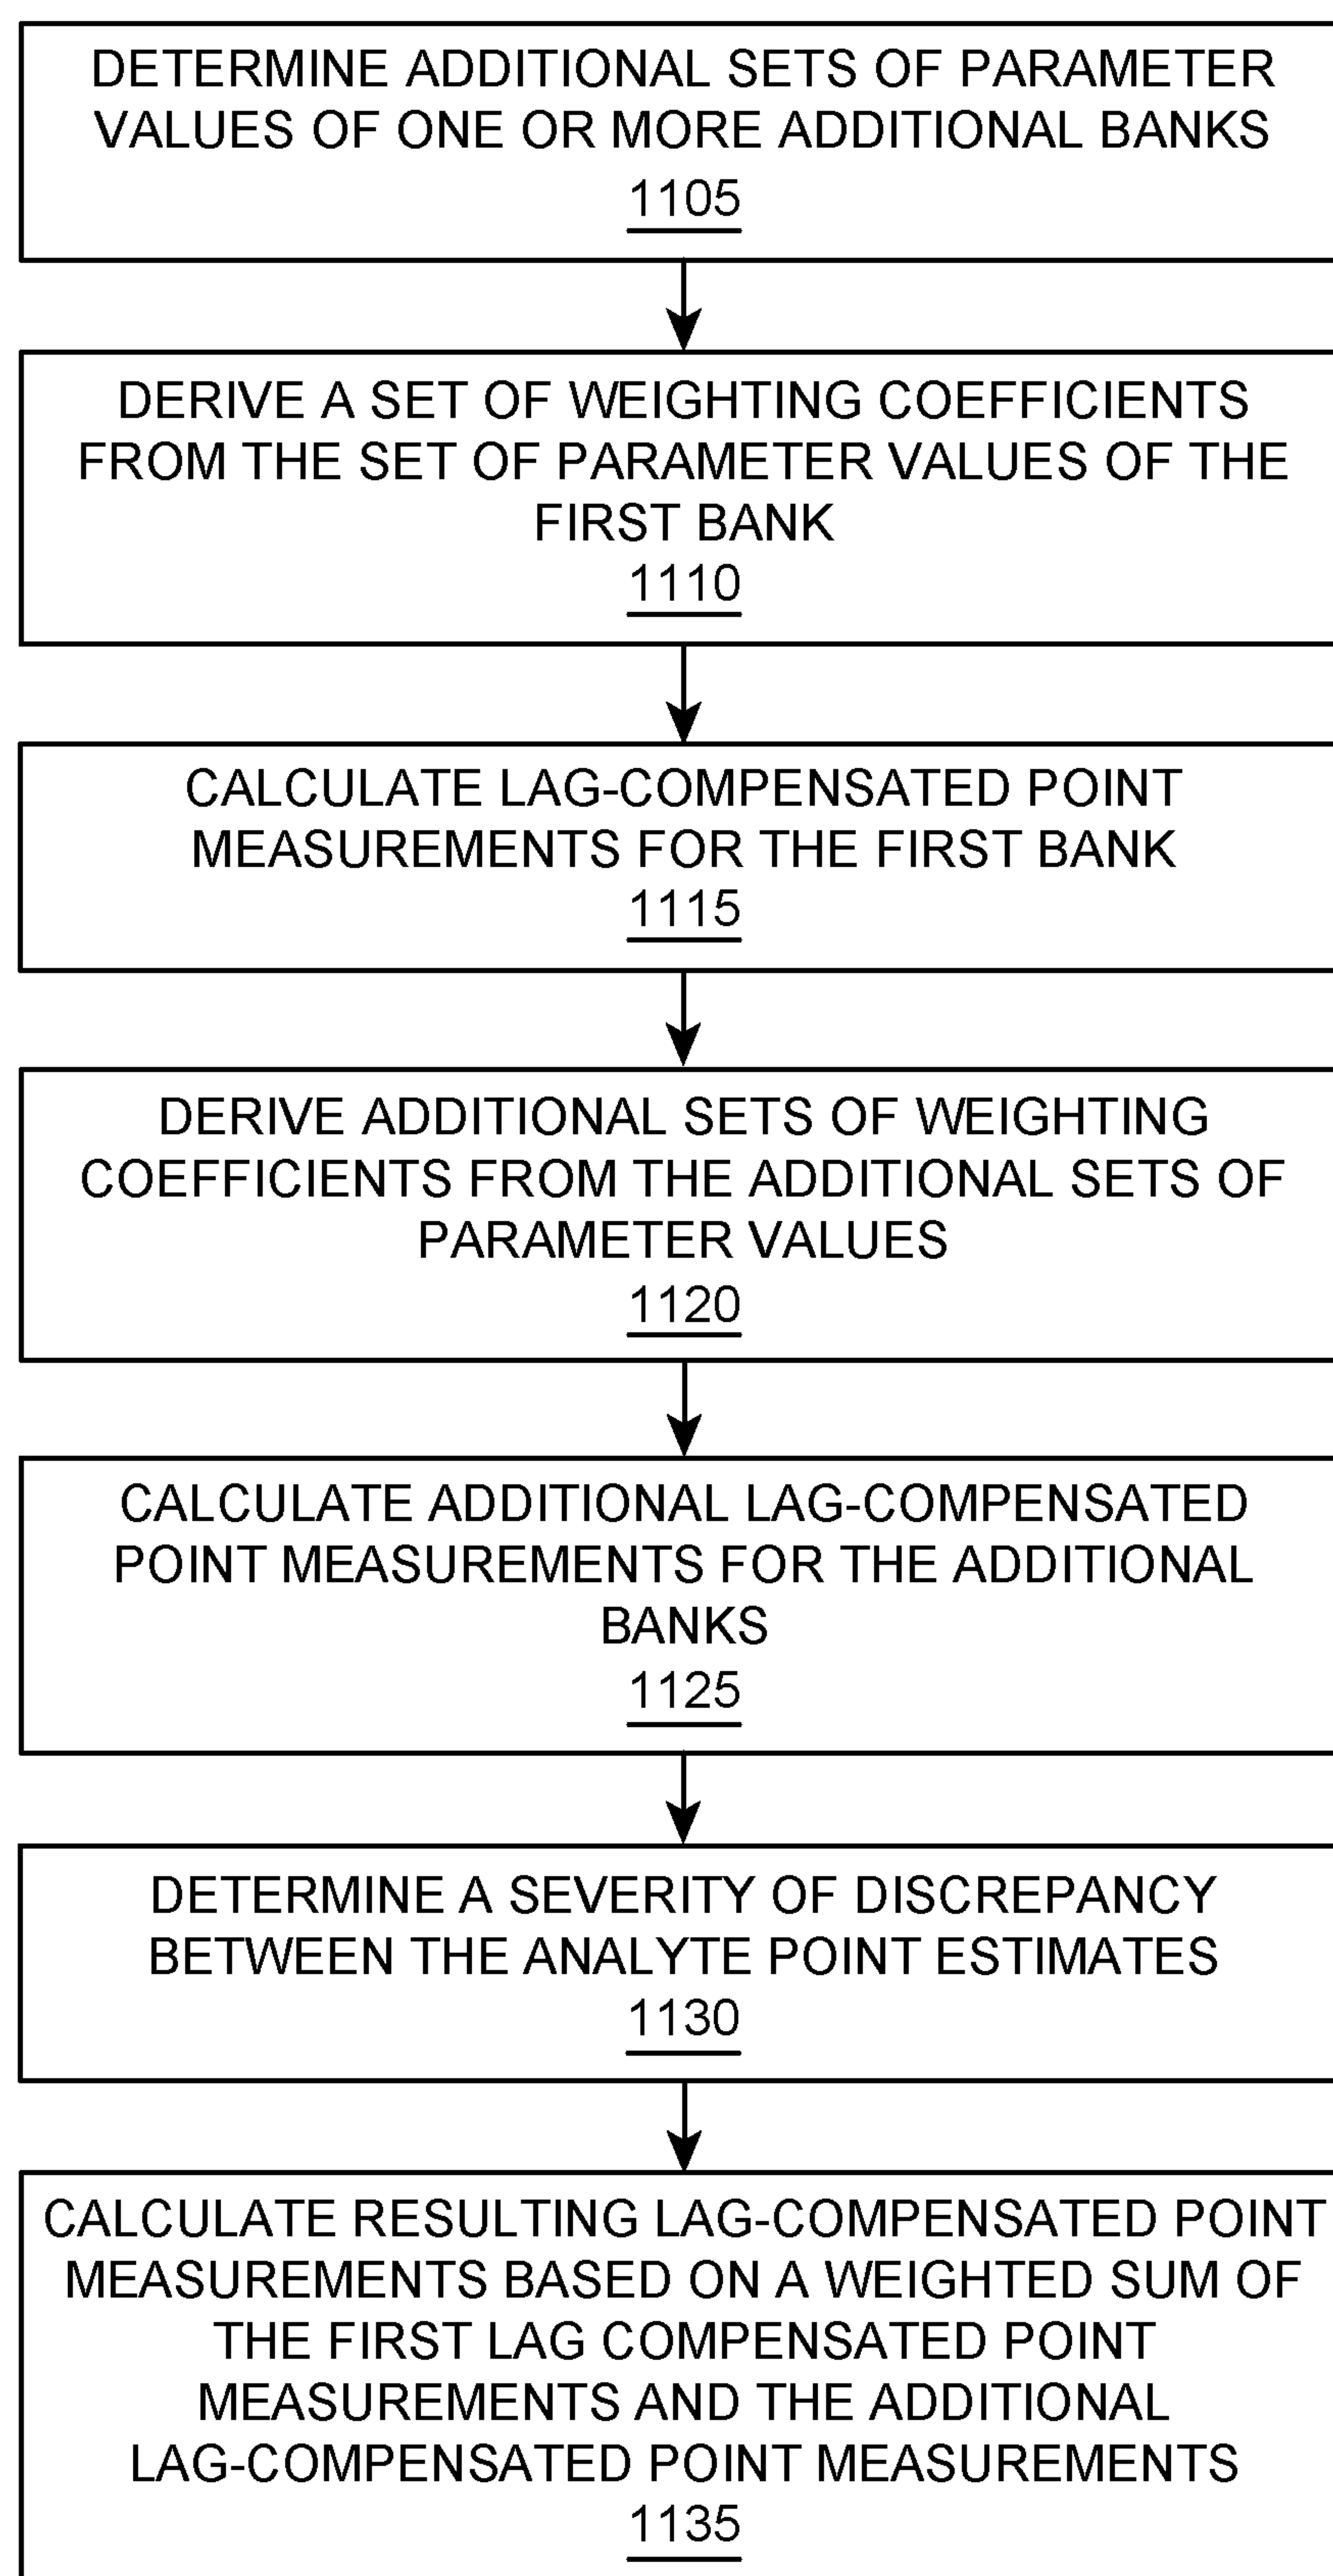 DETERMINE ADDITIONAL SETS OF PARAMETER
VALUES OF ONE OR MORE ADDITIONAL BANKS
1105
DERIVE A SET OF WEIGHTING COEFFICIENTS
FROM THE SET OF PARAMETER VALUES OF THE
FIRST BANK
1110
CALCULATE LAG-COMPENSATED POINT
MEASUREMENTS FOR THE FIRST BANK
1115
DERIVE ADDITIONAL SETS OF WEIGHTING
COEFFICIENTS FROM THE ADDITIONAL SETS OF
PARAMETER VALUES
1120
CALCULATE ADDITIONAL LAG-COMPENSATED
POINT MEASUREMENTS FOR THE ADDITIONAL
BANKS
1125
DETERMINE A SEVERITY OF DISCREPANCY
BETWEEN THE ANALYTE POINT ESTIMATES
1130
CALCULATE RESULTING LAG-COMPENSATED POINT
MEASUREMENTS BASED ON A WEIGHTED SUM OF
THE FIRST LAG COMPENSATED POINT
MEASUREMENTS AND THE ADDITIONAL
LAG-COMPENSATED POINT MEASUREMENTS
1135